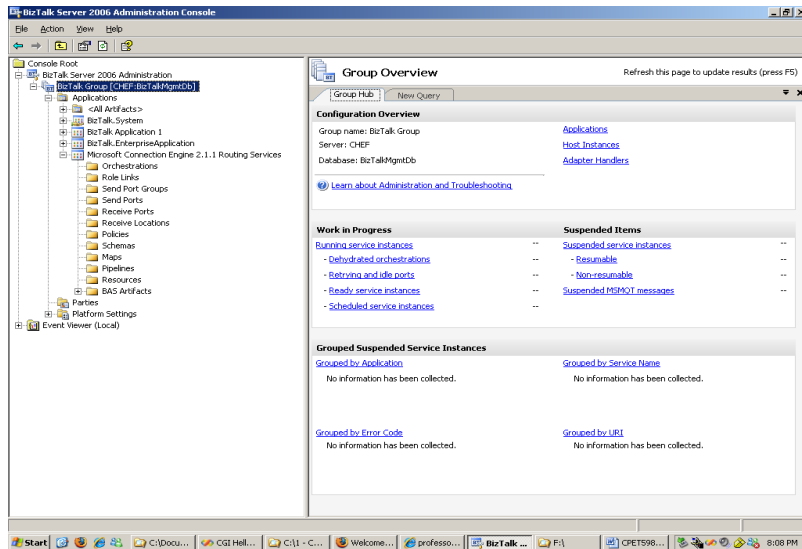 BizTalk Server 2006 Administration Console
File Action View Help
Console Root
BizTalk Server 2006 Administration
BizTalk Group [CHEF:BizTalkMgmtDb]
Applications
<All Artifacts>
BizTalk.System
BizTalk Application 1
BizTalk.EnterpriseApplication
Microsoft Connection Engine 2.1.1 Routing Services
Orchestrations
Role Links
Send Port Groups
Send Ports
Receive Ports
Receive Locations
Policies
Schemas
Maps
Pipelines
Resources
BAS Artifacts
Parties
Platform Settings
Event Viewer (Local)
Group Overview
Refresh this page to update results (press F5)
Group Hub New Query
Configuration Overview
Group name: BizTalk Group Applications
Server: CHEF Host Instances
Database: BizTalkMgmtDb Adapter Handlers
Learn about Administration and Troubleshooting
Work in Progress Suspended Items
Running service instances -- Suspended service instances --
- Dehydrated orchestrations -- - Resumable --
- Retrying and idle ports -- - Non-resumable --
- Ready service instances -- Suspended MSMQT messages --
- Scheduled service instances --
Grouped Suspended Service Instances
Grouped by Application Grouped by Service Name
No information has been collected. No information has been collected.
Grouped by Error Code Grouped by URI
No information has been collected. No information has been collected.
Start C:\Docu... CGI Hell... C:\1 - C... Welcome... professo... BizTalk ... F:\ CPET598... 8:08 PM